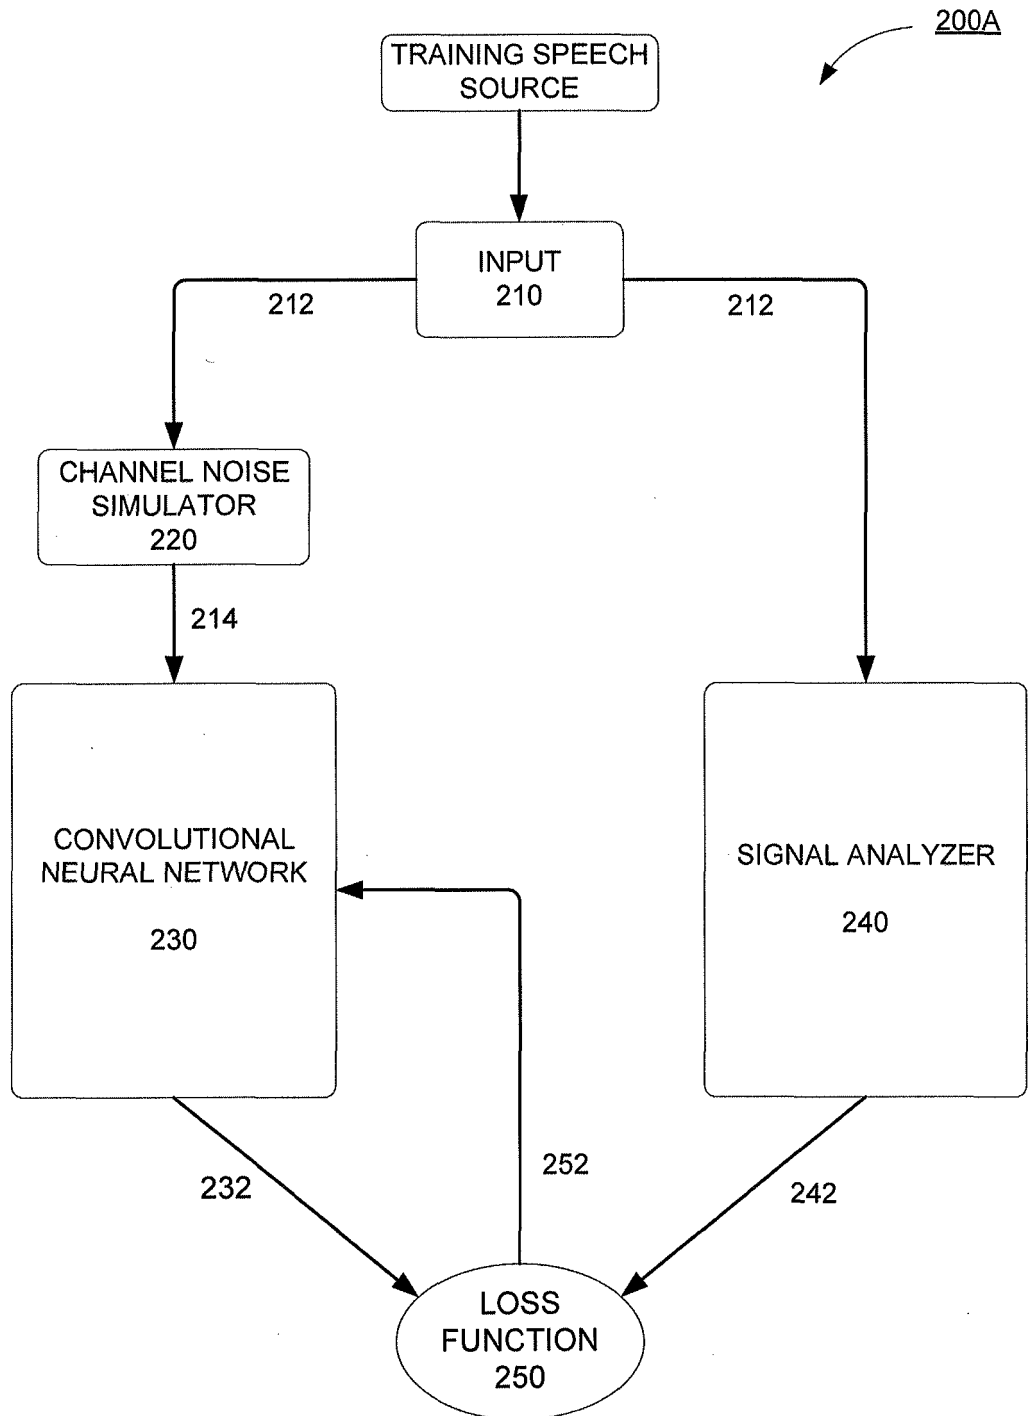 200A
TRAINING SPEECH
SOURCE
INPUT
210
212
212
CHANNEL NOISE
SIMULATOR
220
214
CONVOLUTIONAL
NEURAL NETWORK
230
SIGNAL ANALYZER
240
232
252
242
LOSS
FUNCTION
250